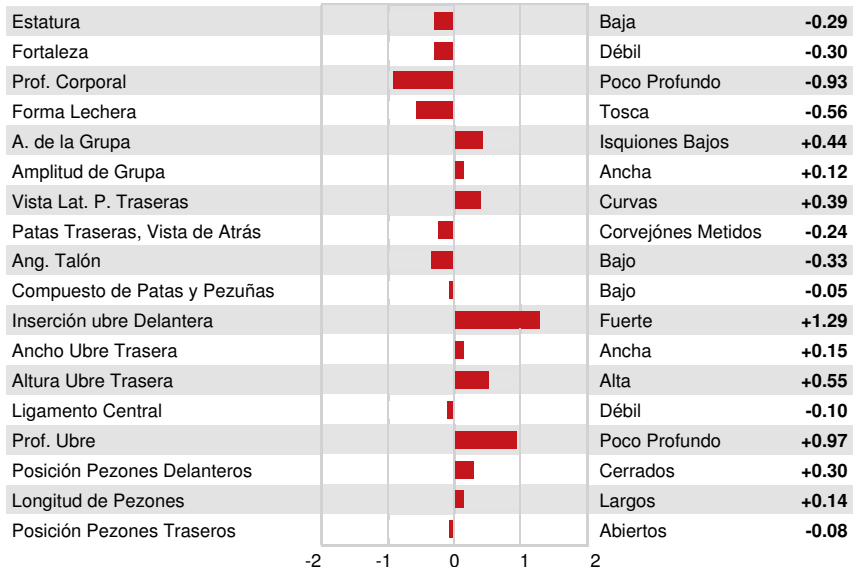 Estatura Baja -0.29
Fortaleza Débil -0.30
Prof. Corporal Poco Profundo -0.93
Forma Lechera Tosca -0.56
A. de la Grupa Isquiones Bajos +0.44
Amplitud de Grupa Ancha +0.12
Vista Lat. P. Traseras Curvas +0.39
Patas Traseras, Vista de Atrás Corvejónes Metidos -0.24
Ang. Talón Bajo -0.33
Compuesto de Patas y Pezuñas Bajo -0.05
Inserción ubre Delantera Fuerte +1.29
Ancho Ubre Trasera Ancha +0.15
Altura Ubre Trasera Alta +0.55
Ligamento Central Débil -0.10
Prof. Ubre Poco Profundo +0.97
Posición Pezones Delanteros Cerrados +0.30
Longitud de Pezones Largos +0.14
Posición Pezones Traseros Abiertos -0.08
-2 -1 0 1 2